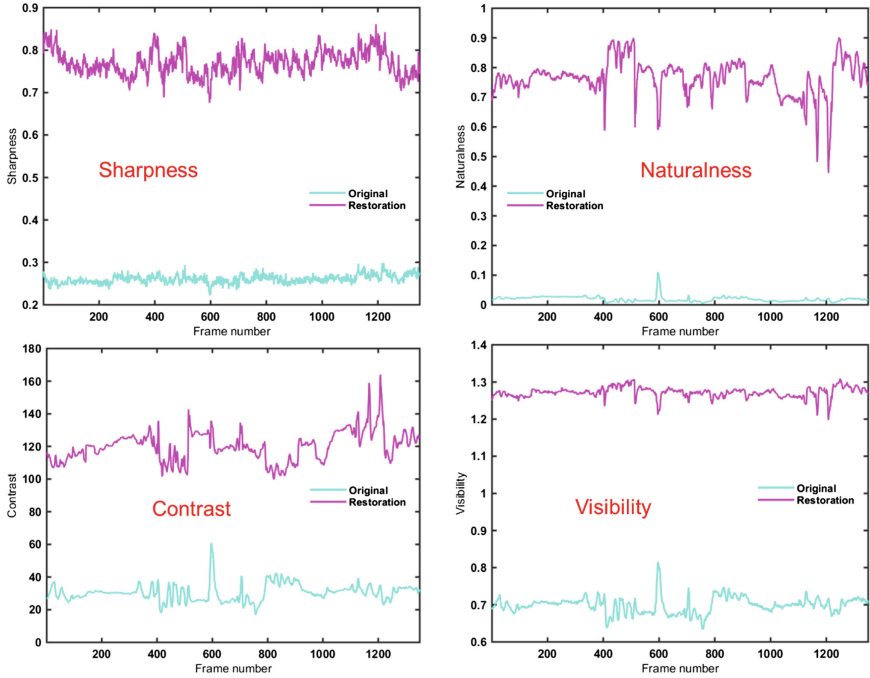 0.9
0.8
0.7
0.6
0.5
0.4
0.3
0.2
Sharpness
Sharpness
Original
Restoration
200 400 600 800 1000 1200
Frame number
1
0.9
0.8
0.7
0.6
0.5
0.4
0.3
0.2
0.1
0
Naturalness
Naturalness
Original
Restoration
200 400 600 800 1000 1200
Frame number
180
160
140
120
100
80
60
40
20
0
Contrast
Contrast
Original
Restoration
200 400 600 800 1000 1200
Frame number
1.4
1.3
1.2
1.1
1
0.9
0.8
0.7
0.6
Visibility
Visibility
Original
Restoration
200 400 600 800 1000 1200
Frame number